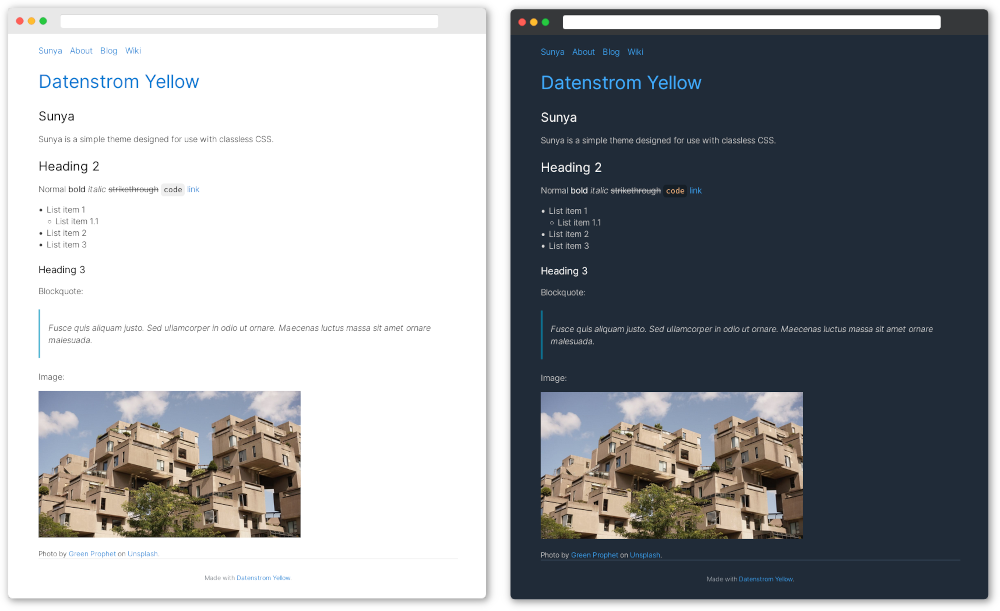 Sunya About Blog Wiki
Datenstrom Yellow
Sunya
Sunya is a simple theme designed for use with classless CSS.
Heading 2
Normal bold italic strikethrough code link
• List item 1
◦ List item 1.1
• List item 2
• List item 3
Heading 3
Blockquote:
Fusce quis aliquam justo. Sed ullamcorper in odio ut ornare. Maecenas luctus massa sit amet ornare
malesuada.
Image:
Photo by Green Prophet on Unsplash.
Made with Datenstrom Yellow.
Sunya About Blog Wiki
Datenstrom Yellow
Sunya
Sunya is a simple theme designed for use with classless CSS.
Heading 2
Normal bold italic strikethrough code link
• List item 1
◦ List item 1.1
• List item 2
• List item 3
Heading 3
Blockquote:
Fusce quis aliquam justo. Sed ullamcorper in odio ut ornare. Maecenas luctus massa sit amet ornare
malesuada.
Image:
Photo by Green Prophet on Unsplash.
Made with Datenstrom Yellow.